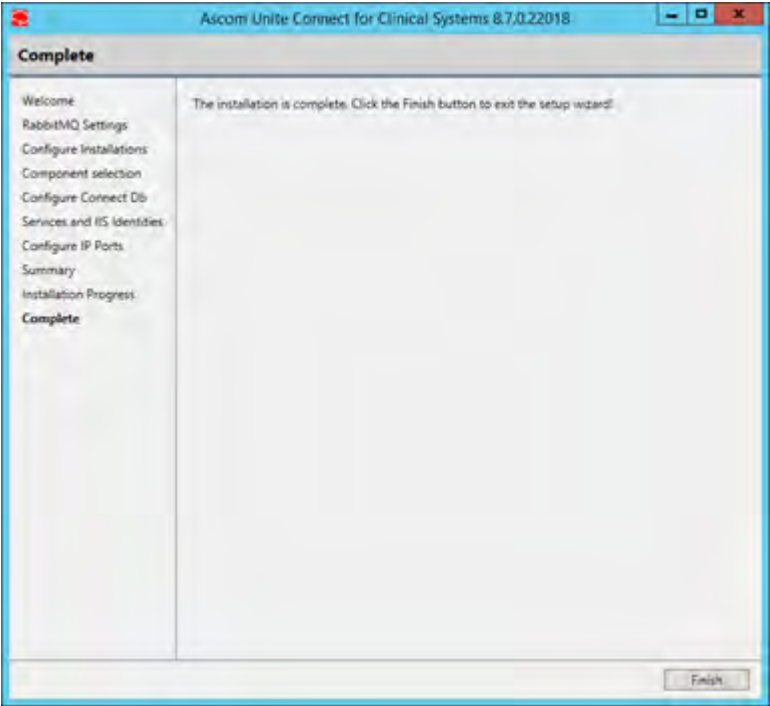 Ascom Unite Connect for Clinical Systems 8.7.0.22018
Complete
Welcome
RabbitMQ Settings
Configure Installations
Component selection
Configure Connect Db
Services and IIS Identities
Configure IP Ports
Summary
Installation Progress
Complete
The installation is complete. Click the Finish button to exit the setup wizard!
Finish